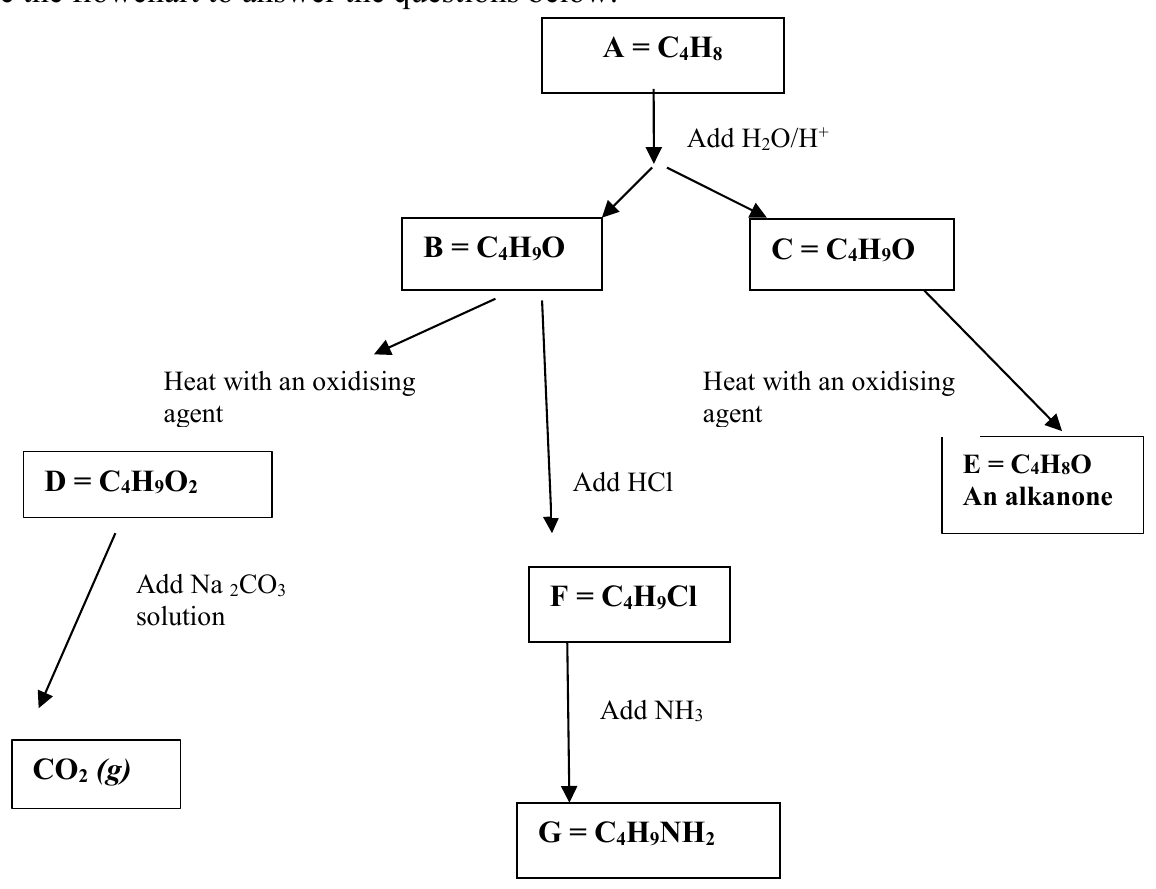 the flowchart to answer the questions below.
A = C₄H₈
Add H₂O/H⁺
B = C₄H₉O
C = C₄H₉O
Heat with an oxidising
agent
Heat with an oxidising
agent
D = C₄H₉O₂
Add HCl
E = C₄H₈O
An alkanone
Add Na ₂CO₃
solution
F = C₄H₉Cl
Add NH₃
CO₂ (g)
G = C₄H₉NH₂